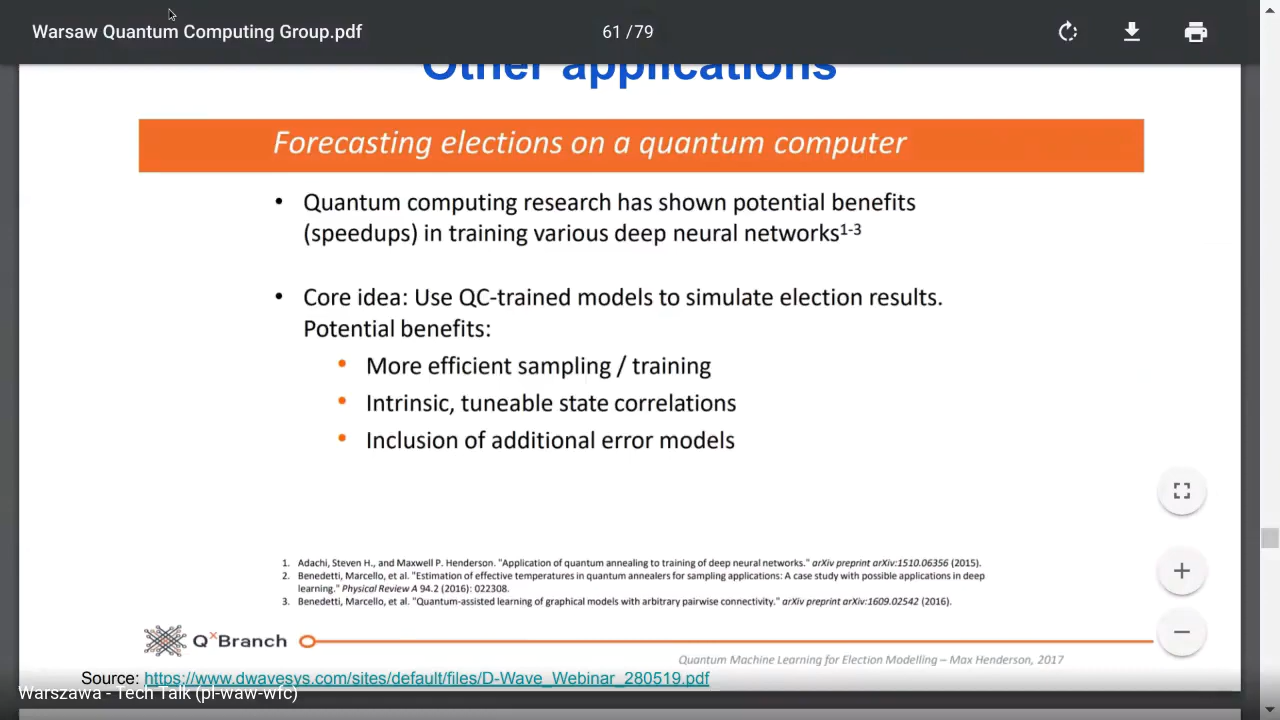 Warsaw Quantum Computing Group.pdf
61 / 79
Other applications
Forecasting elections on a quantum computer
• Quantum computing research has shown potential benefits
(speedups) in training various deep neural networks1-3
• Core idea: Use QC-trained models to simulate election results.
Potential benefits:
• More efficient sampling / training
• Intrinsic, tuneable state correlations
• Inclusion of additional error models
1. Adachi, Steven H., and Maxwell P. Henderson. "Application of quantum annealing to training of deep neural networks." arXiv preprint arXiv:1510.06356 (2015).
2. Benedetti, Marcello, et al. "Estimation of effective temperatures in quantum annealers for sampling applications: A case study with possible applications in deep
learning." Physical Review A 94.2 (2016): 022308.
3. Benedetti, Marcello, et al. "Quantum-assisted learning of graphical models with arbitrary pairwise connectivity." arXiv preprint arXiv:1609.02542 (2016).
QxBranch
Quantum Machine Learning for Election Modelling – Max Henderson, 2017
Source: https://www.dwavesys.com/sites/default/files/D-Wave_Webinar_280519.pdf
Warszawa - Tech Talk (pl-waw-wfc)